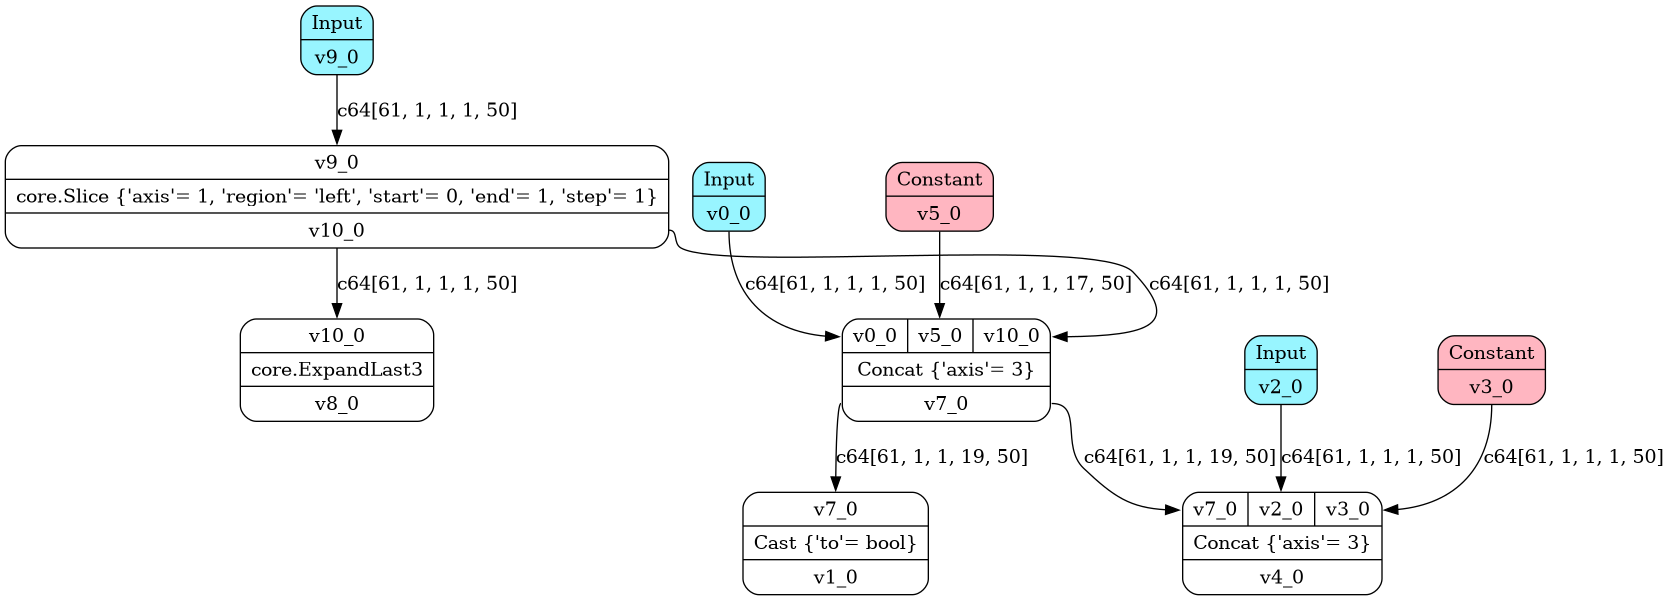 Input
v9_0
c64[61, 1, 1, 1, 50]
v9_0
core.Slice {'axis'= 1, 'region'= 'left', 'start'= 0, 'end'= 1, 'step'= 1}
v10_0
Input
v0_0
Constant
v5_0
c64[61, 1, 1, 1, 50]
c64[61, 1, 1, 1, 50]
c64[61, 1, 1, 17, 50]
c64[61, 1, 1, 1, 50]
v10_0
core.ExpandLast3
v8_0
v0_0 v5_0 v10_0
Concat {'axis'= 3}
v7_0
Input
v2_0
Constant
v3_0
c64[61, 1, 1, 19, 50]
c64[61, 1, 1, 19, 50]
c64[61, 1, 1, 1, 50]
c64[61, 1, 1, 1, 50]
v7_0
Cast {'to'= bool}
v1_0
v7_0 v2_0 v3_0
Concat {'axis'= 3}
v4_0